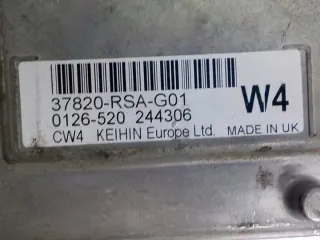 37820-RSA-G01
W4
0126-520 244306
CW4 KEIHIN Europe Ltd. MADE IN UK